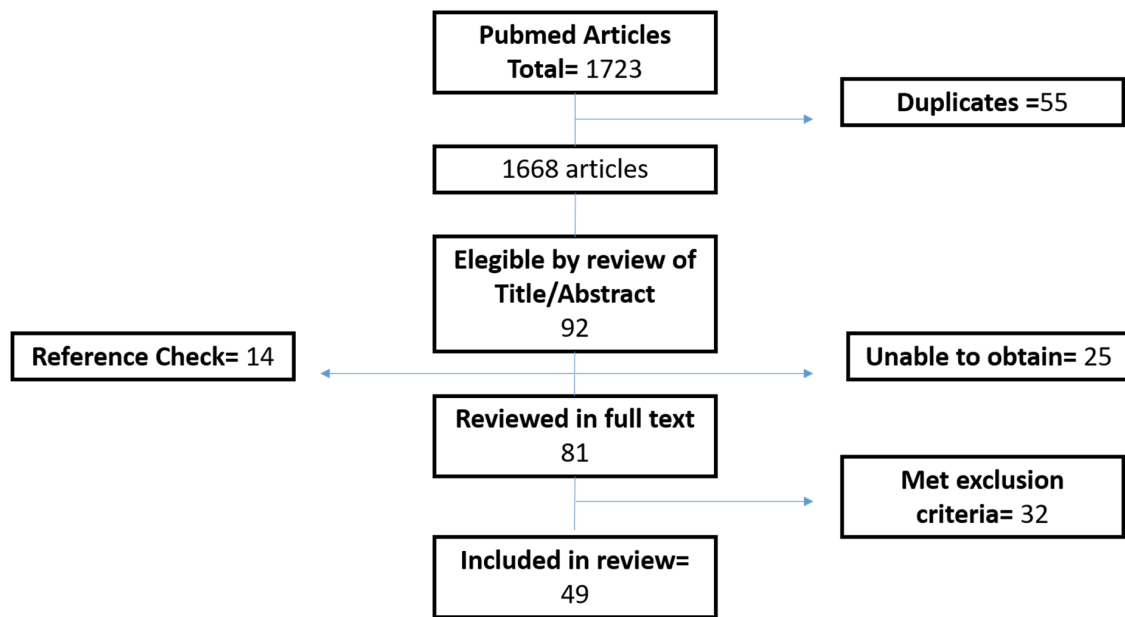 Pubmed Articles
Total= 1723
Duplicates =55
1668 articles
Elegible by review of
Title/Abstract
92
Reference Check= 14
Unable to obtain= 25
Reviewed in full text
81
Met exclusion
criteria= 32
Included in review=
49